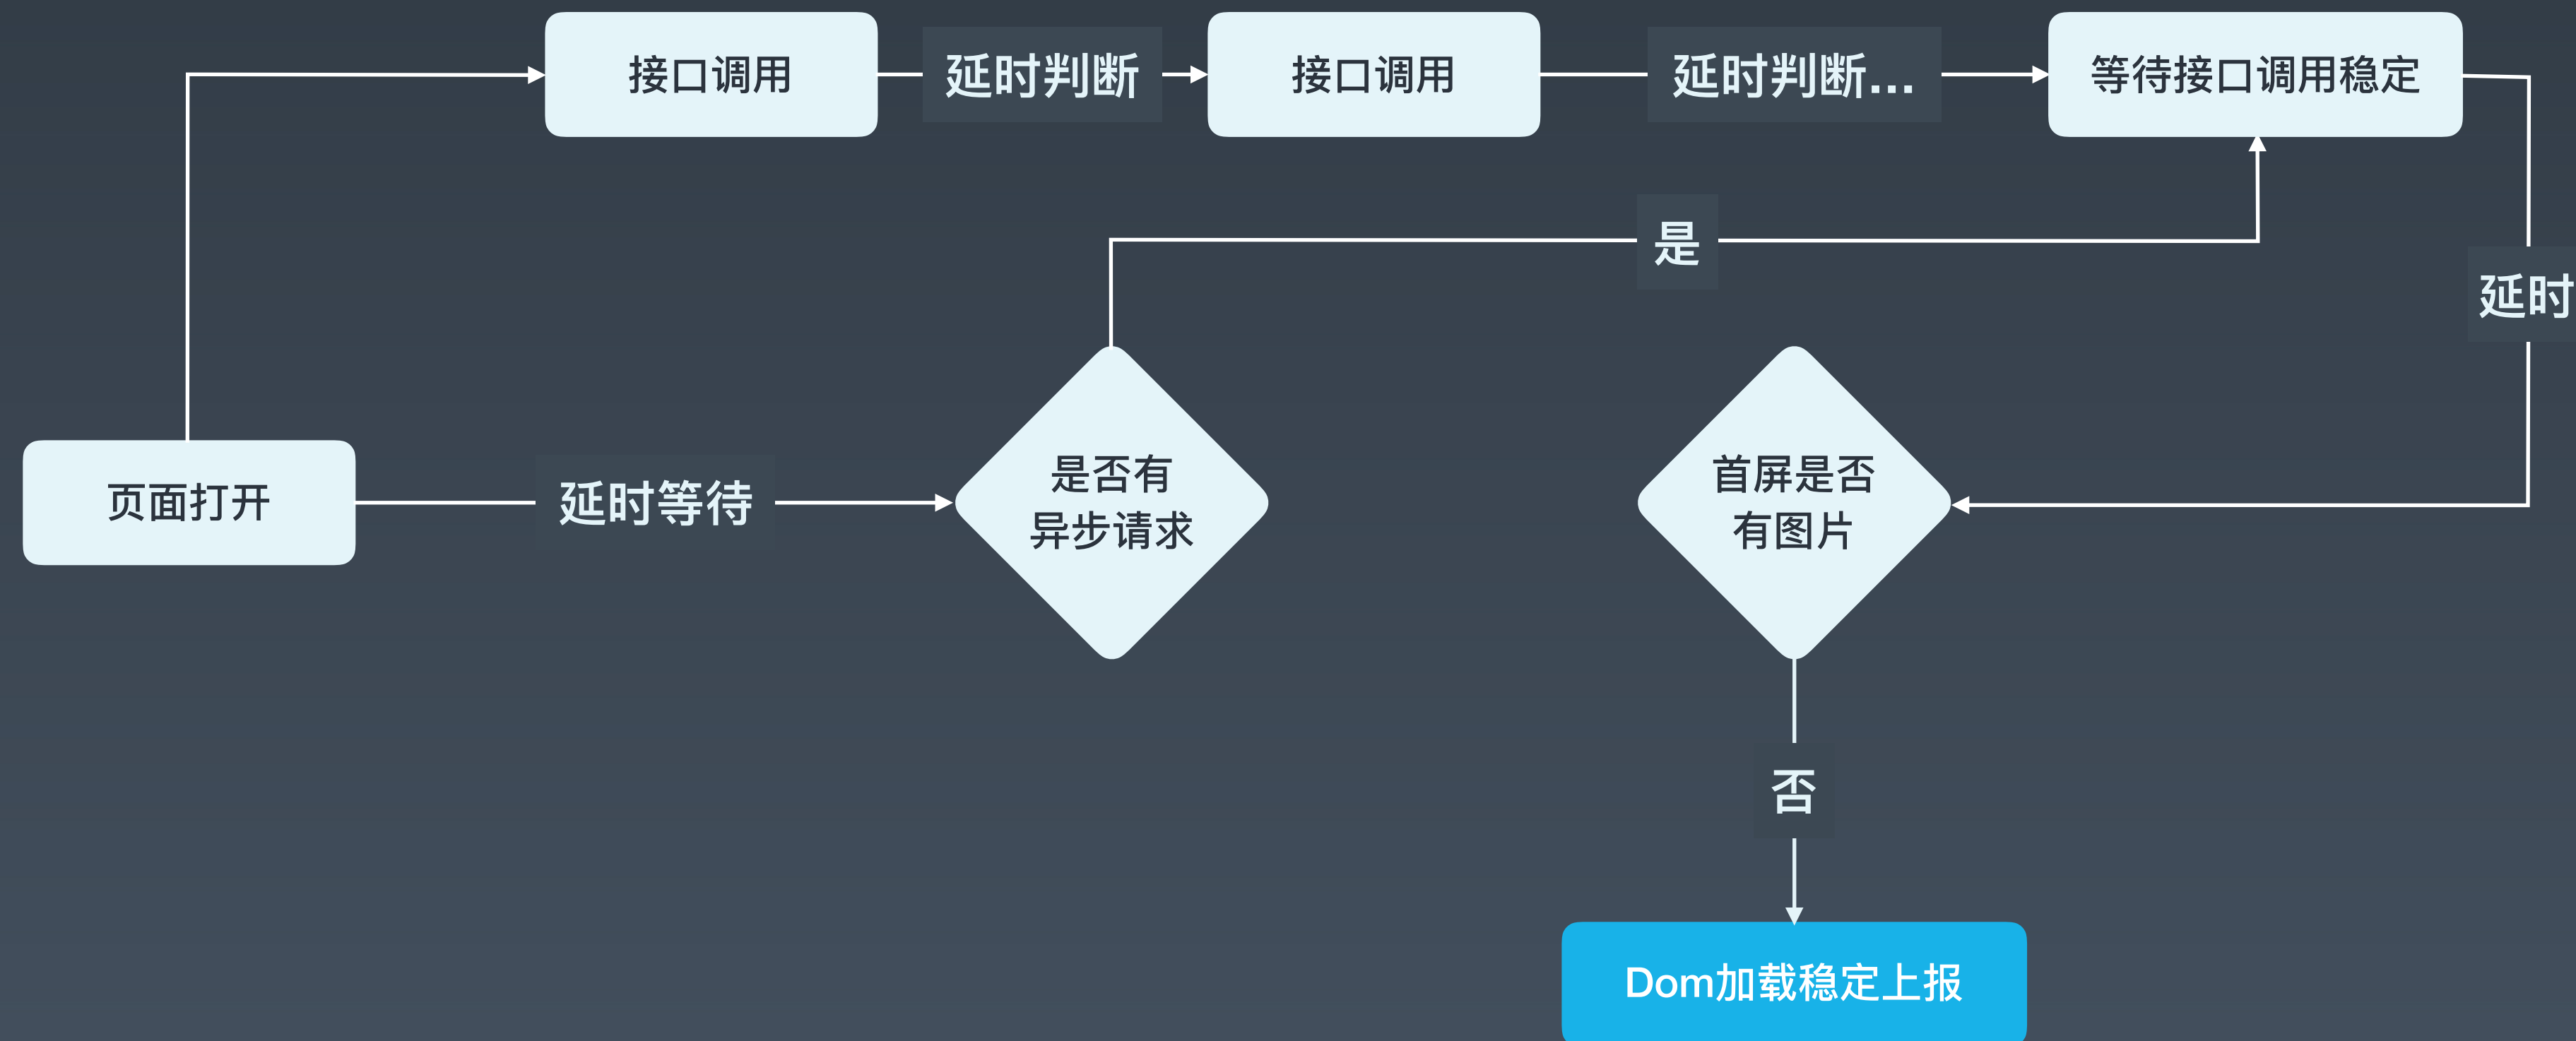 接口调用
延时判断
接口调用
延时判断...
等待接口调用稳定
是
延时
页面打开
延时等待
是否有
异步请求
首屏是否
有图片
否
Dom加载稳定上报